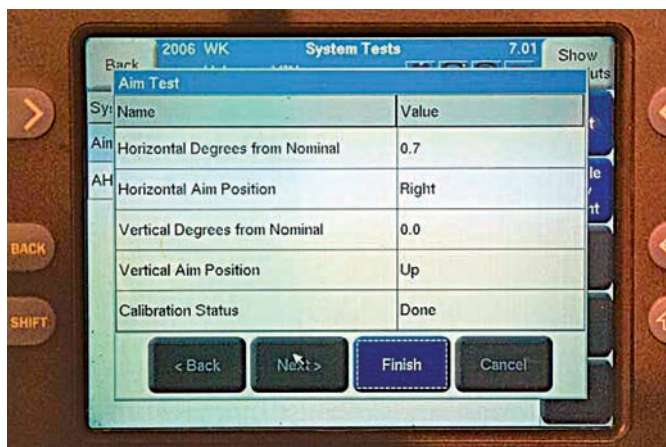 2006 WK System Tests 7.01
Back
Show
Aim Test
Name Value
Horizontal Degrees from Nominal 0.7
Horizontal Aim Position Right
Vertical Degrees from Nominal 0.0
Vertical Aim Position Up
Calibration Status Done
< Back Next > Finish Cancel
BACK
SHIFT